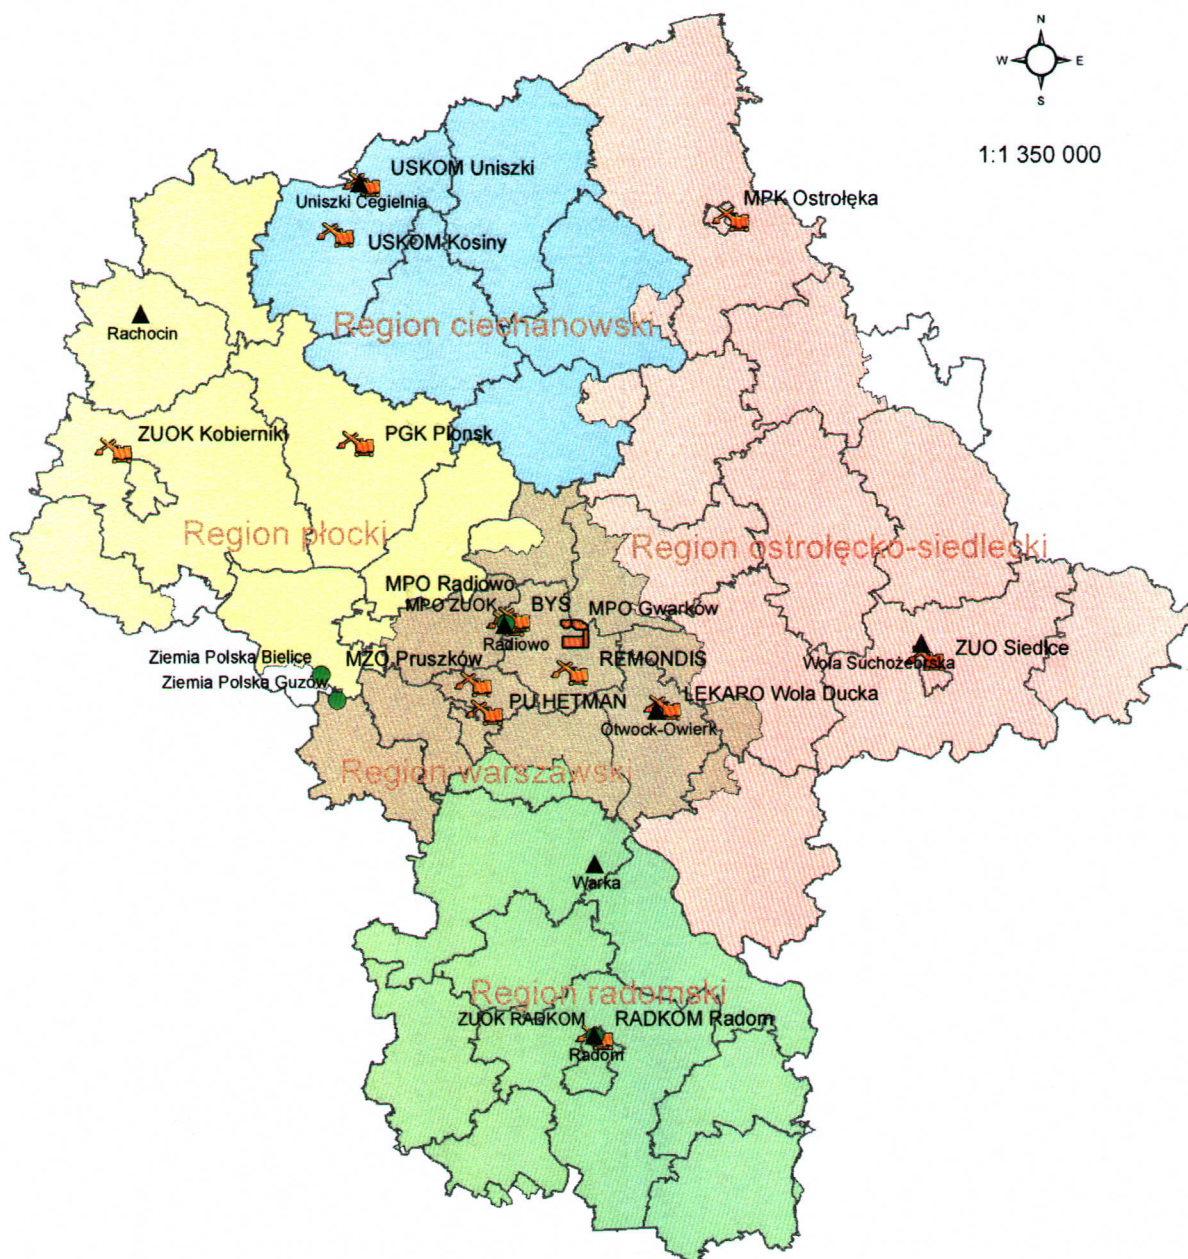 N
W E
S
1:1 350 000
USKOM Uniszki
Uniszki Cegielnia
MPK Ostrołęka
USKOM Kosiny
Region ciechanowski
Rachocin
ZUOK Kobierniki
PGK Plonsk
Region płocki
Region ostrołęcko-siedlecki
MPO Radiowo
MPO ZUOK
BYŚ
MPO Gwarków
Radiowo
Ziemia Polska Bielice
MZO Pruszków
REMONDIS
ZUO Siedlce
Wola Suchożebrska
Ziemia Polska Guzów
PU HETMAN
LEKARO Wola Ducka
Otwock-Swierk
Region warszawski
Warka
Region radomski
ZUOK RADKOM
RADKOM Radom
Radom